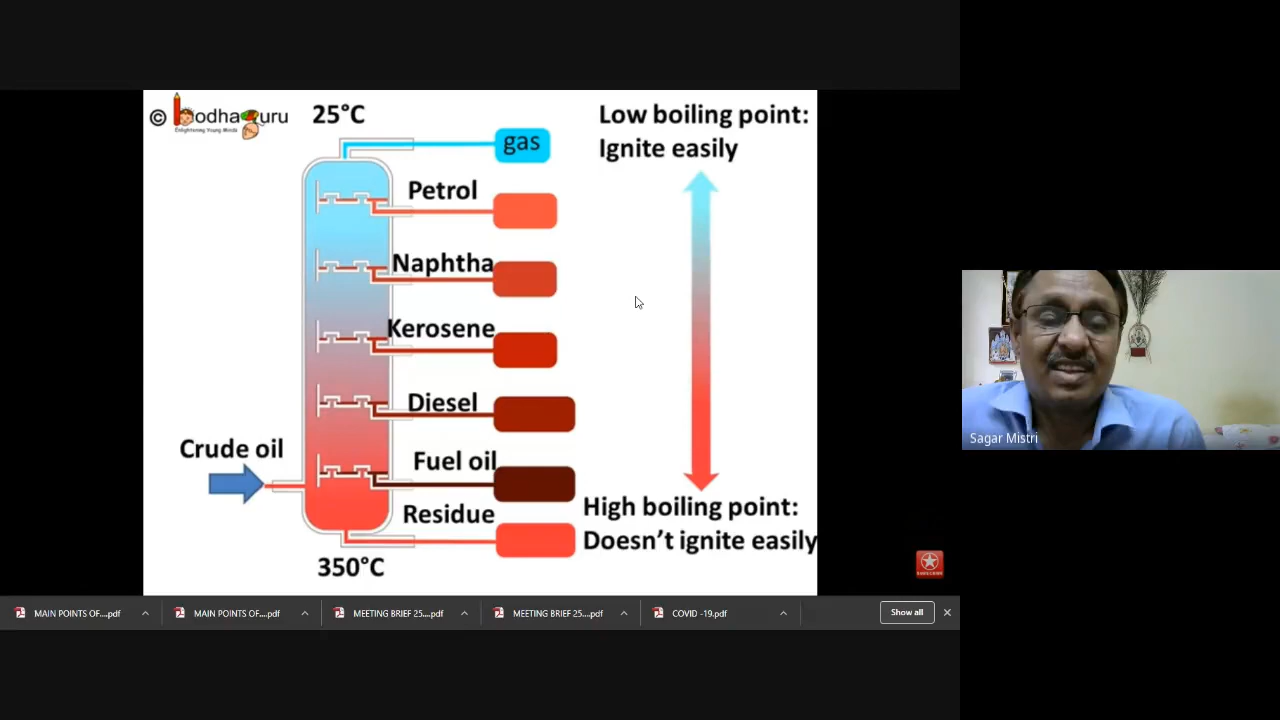 © bodhaguru
Enlightening Young Minds
25°C
gas
Low boiling point:
Ignite easily
Petrol
Naphtha
Kerosene
Diesel
Crude oil
Fuel oil
Residue
High boiling point:
Doesn't ignite easily
350°C
Sagar Mistri
MAIN POINTS OF....pdf
MAIN POINTS OF....pdf
MEETING BRIEF 25....pdf
MEETING BRIEF 25....pdf
COVID -19.pdf
Show all